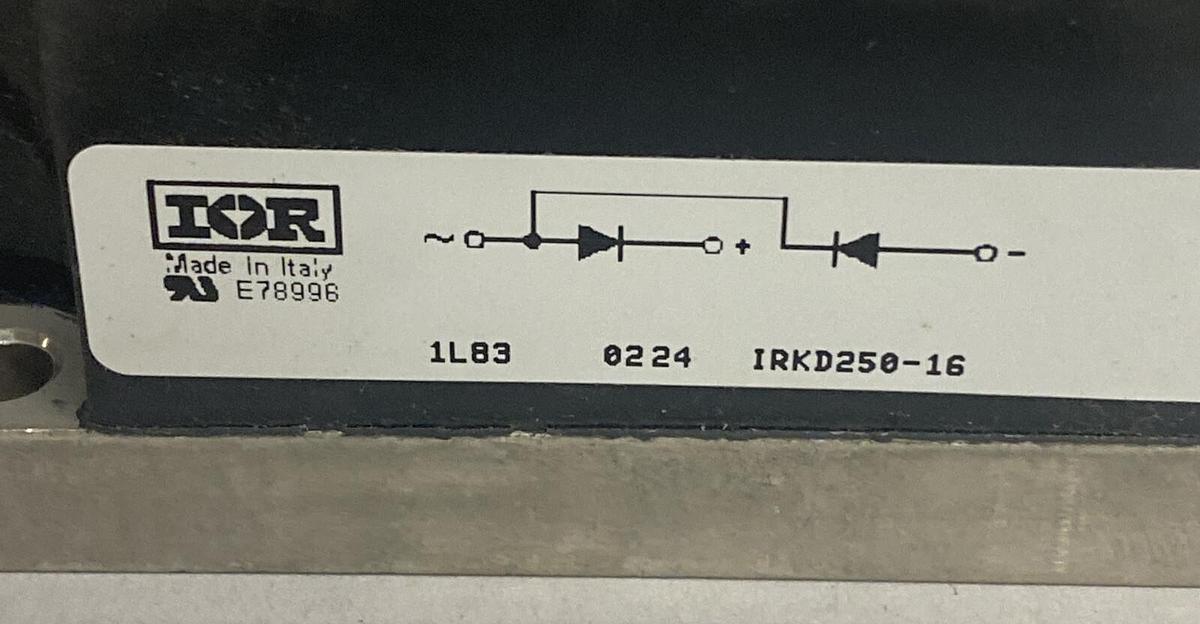 IOR
Made in Italy
E78996
~ + -
1L83 0224 IRKD250-16